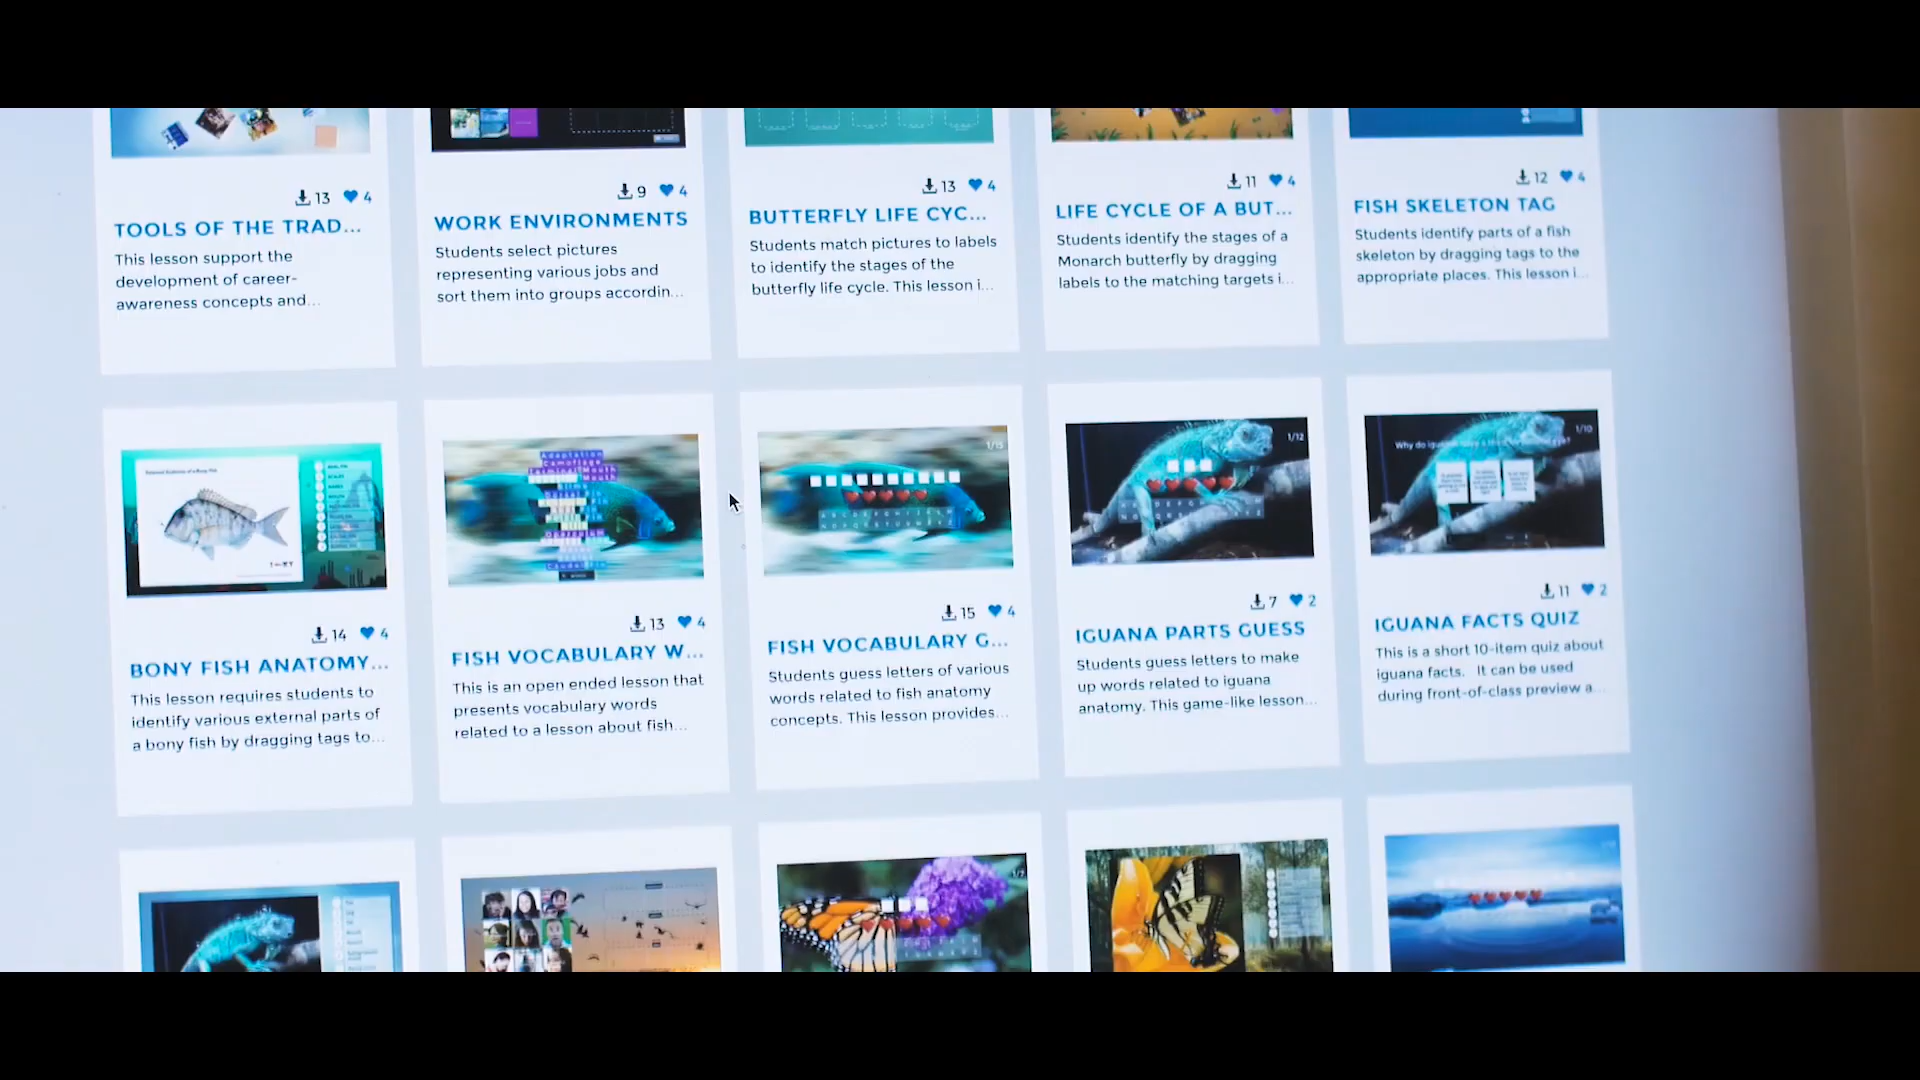 13 4
TOOLS OF THE TRAD...
This lesson support the
development of career-
awareness concepts and...
9 4
WORK ENVIRONMENTS
Students select pictures
representing various jobs and
sort them into groups accordin...
13 4
BUTTERFLY LIFE CYC...
Students match pictures to labels
to identify the stages of the
butterfly life cycle. This lesson i...
11 4
LIFE CYCLE OF A BUT...
Students identify the stages of a
Monarch butterfly by dragging
labels to the matching targets i...
12 4
FISH SKELETON TAG
Students identify parts of a fish
skeleton by dragging tags to the
appropriate places. This lesson i...
14 4
BONY FISH ANATOMY...
This lesson requires students to
identify various external parts of
a bony fish by dragging tags to...
Adaptation
Camoflage
13 4
FISH VOCABULARY W...
This is an open ended lesson that
presents vocabulary words
related to a lesson about fish...
1/15
15 4
FISH VOCABULARY G...
Students guess letters of various
words related to fish anatomy
concepts. This lesson provides...
1/12
7 2
IGUANA PARTS GUESS
Students guess letters to make
up words related to iguana
anatomy. This game-like lesson...
1/10
11 2
IGUANA FACTS QUIZ
This is a short 10-item quiz about
iguana facts. It can be used
during front-of-class preview a...
1/7